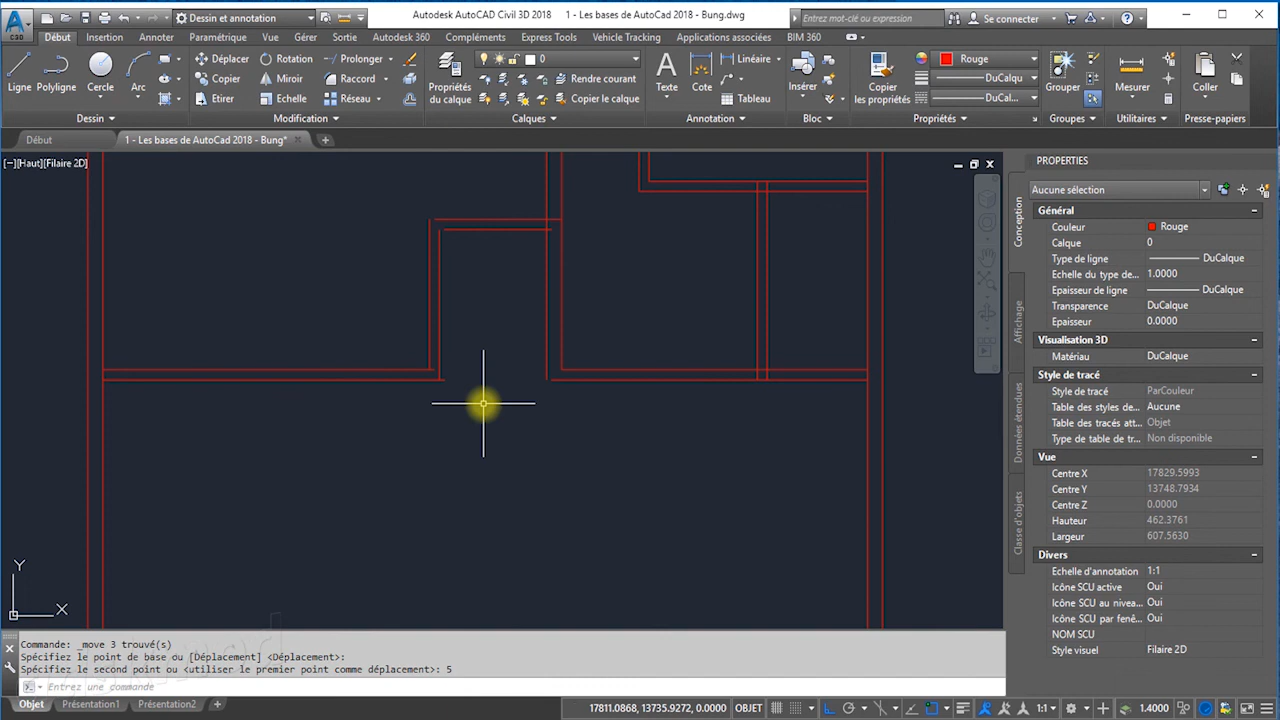 Dessin et annotation
Autodesk AutoCAD Civil 3D 2018
1 - Les bases de AutoCad 2018 - Bung.dwg
Entrez mot-clé ou expression
Se connecter
C3D
Début
Insertion
Annoter
Paramétrique
Vue
Gérer
Sortie
Autodesk 360
Compléments
Express Tools
Vehicle Tracking
Applications associées
BIM 360
Ligne
Polyligne
Cercle
Arc
Déplacer
Rotation
Prolonger
Copier
Miroir
Raccord
Etirer
Echelle
Réseau
Propriétés
du calque
0
Rendre courant
Copier le calque
Texte
Cote
Linéaire
Tableau
Insérer
Copier
les propriétés
Rouge
DuCalqu
DuCal...
Grouper
Mesurer
Coller
Dessin
Modification
Calques
Annotation
Bloc
Propriétés
Groupes
Utilitaires
Presse-papiers
Début
1 - Les bases de AutoCad 2018 - Bung*
[−][Haut][Filaire 2D]
PROPERTIES
Aucune sélection
Général
Couleur Rouge
Calque 0
Type de ligne DuCalque
Echelle du type de... 1.0000
Epaisseur de ligne DuCalque
Transparence DuCalque
Epaisseur 0.0000
Visualisation 3D
Matériau DuCalque
Style de tracé
Style de tracé ParCouleur
Table des styles de... Aucune
Table des tracés att... Objet
Type de table de tr... Non disponible
Vue
Centre X 17829.5993
Centre Y 13748.7934
Centre Z 0.0000
Hauteur 462.3761
Largeur 607.5630
Divers
Echelle d'annotation 1:1
Icône SCU active Oui
Icône SCU au nivea... Oui
Icône SCU par fenê... Oui
NOM SCU
Style visuel Filaire 2D
Conception
Affichage
Données étendues
Classe d'objets
Y
X
Commande: _move 3 trouvé(s)
Spécifiez le point de base ou [Déplacement] <Déplacement>:
Spécifiez le second point ou <utiliser le premier point comme déplacement>: 5
Entrez une commande
Objet
Présentation1
Présentation2
17811.0868, 13735.9272, 0.0000
OBJET
1:1
1.4000